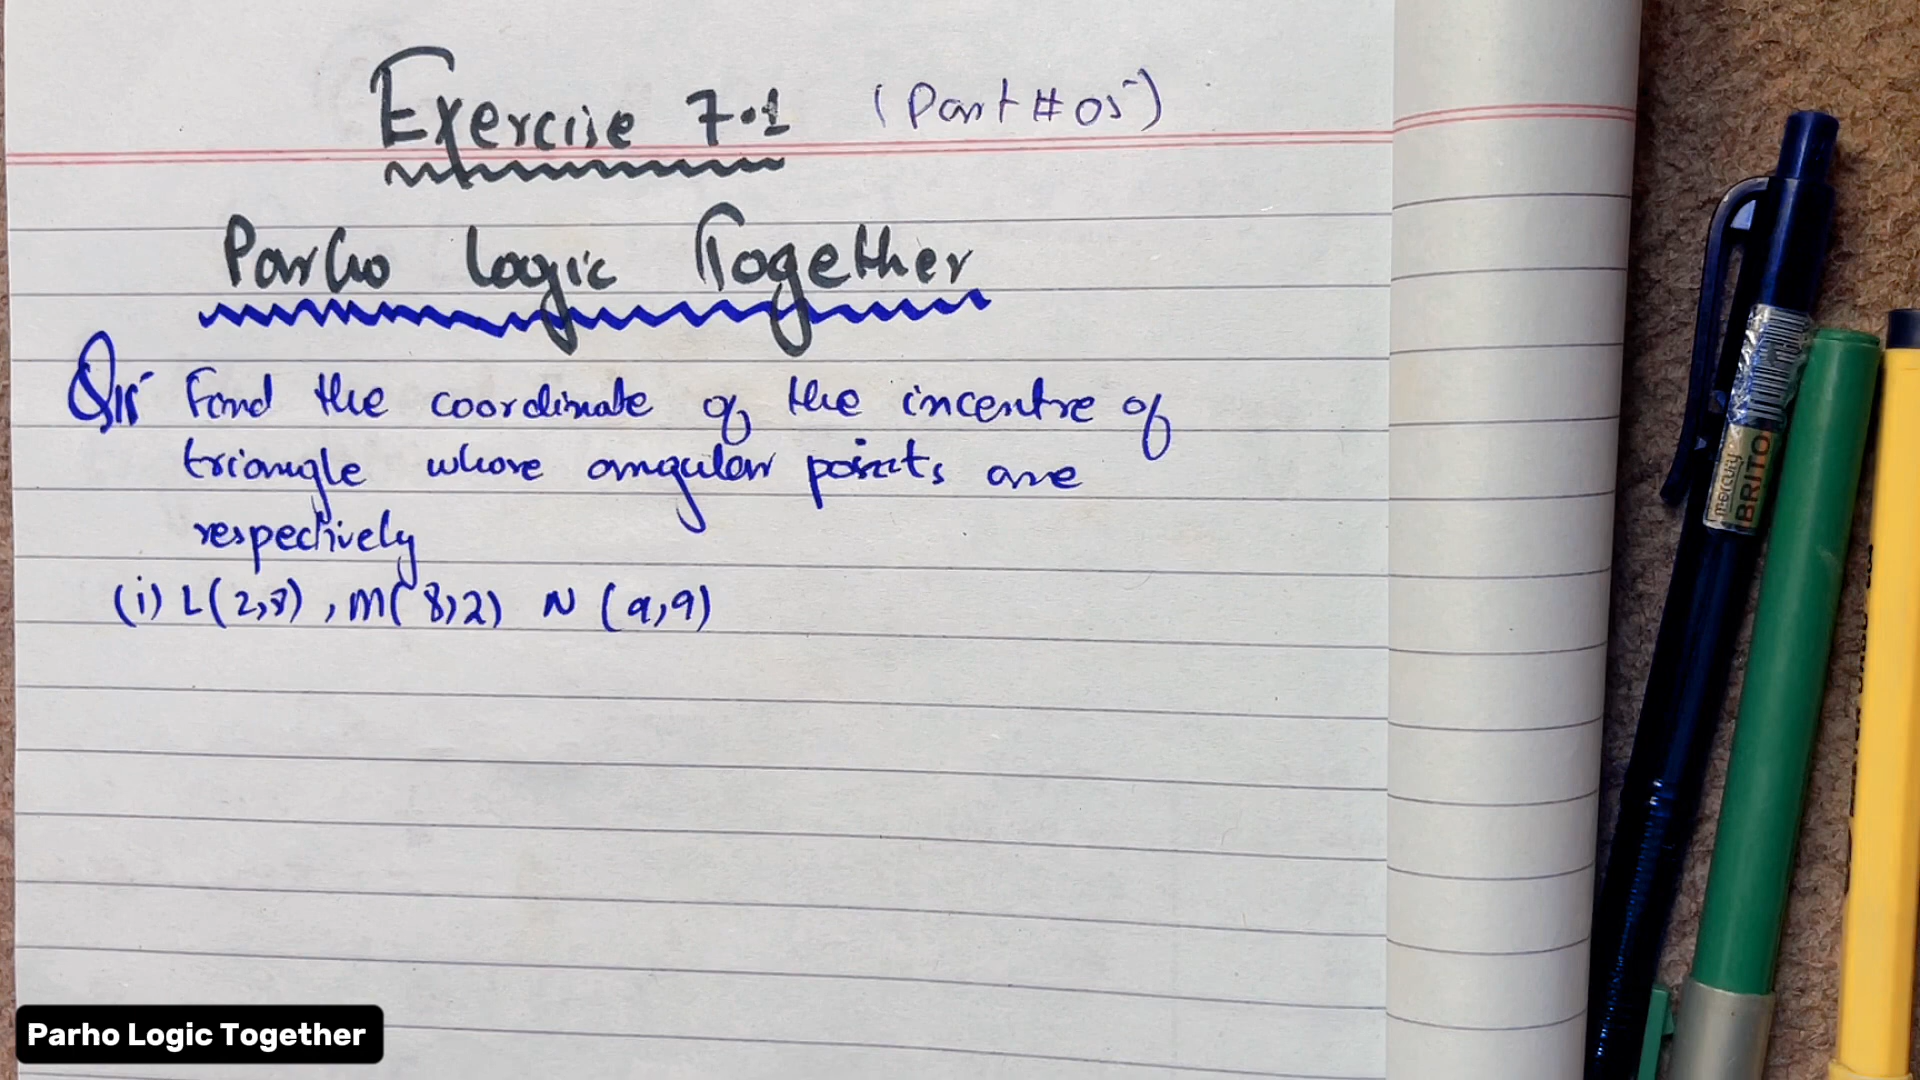 Exercise 7.1 (Part # 05)
Parho Logic Together
Q15 Find the coordinate of the incentre of
triangle whose angular points are
respectively
(i) L(2,8) , M(8,2) N (9,9)
mercury
BRITO
Parho Logic Together